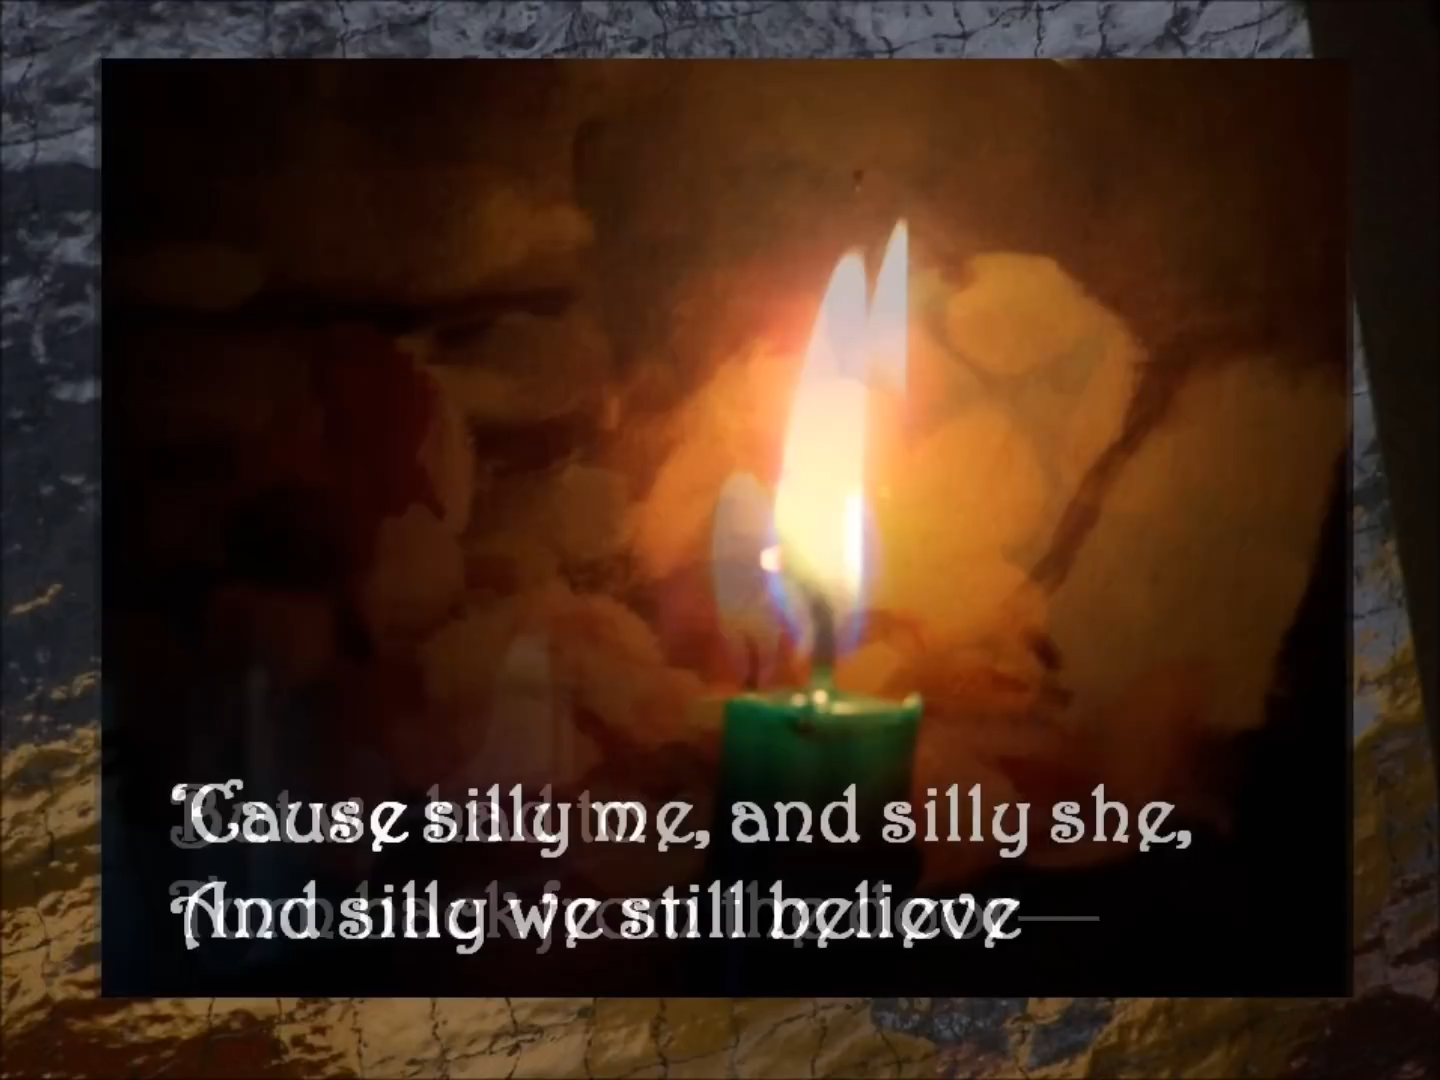 'Cause silly me, and silly she,
And silly we still believe—